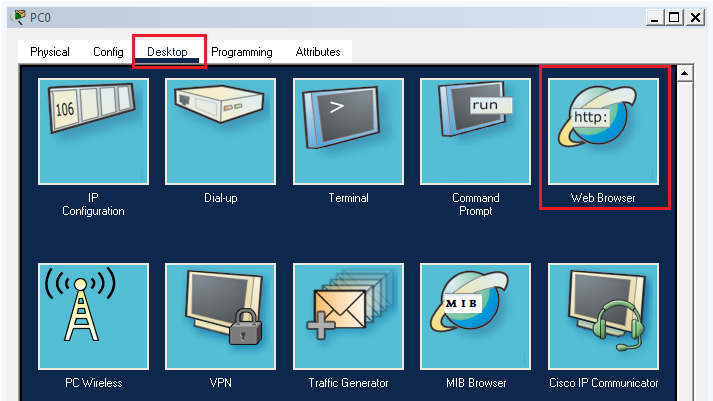 PC0
Physical Config Desktop Programming Attributes
106
>
run
http:
IP
Configuration
Dial-up
Terminal
Command
Prompt
Web Browser
MIB
PC Wireless
VPN
Traffic Generator
MIB Browser
Cisco IP Communicator